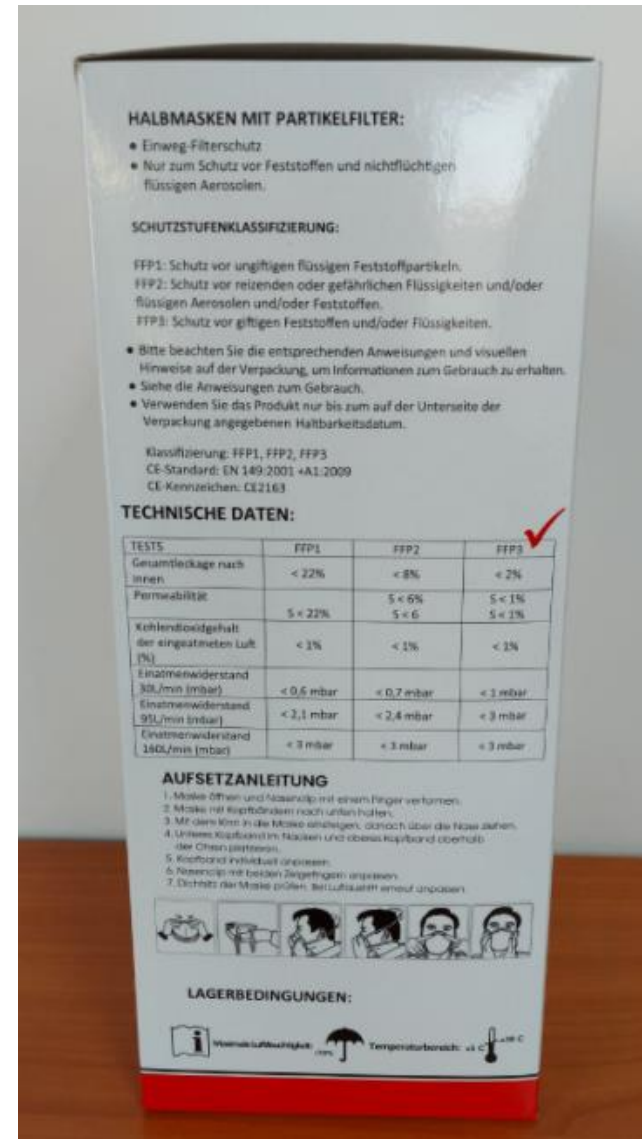 HALBMASKEN MIT PARTIKELFILTER:
• Einweg-Filterschutz
• Nur zum Schutz vor Feststoffen und nichtflüchtigen
flüssigen Aerosolen.
SCHUTZSTUFENKLASSIFIZIERUNG:
FFP1: Schutz vor ungiftigen flüssigen Feststoffpartikeln.
FFP2: Schutz vor reizenden oder gefährlichen Flüssigkeiten und/oder
flüssigen Aerosolen und/oder Feststoffen.
FFP3: Schutz vor giftigen Feststoffen und/oder Flüssigkeiten.
• Bitte beachten Sie die entsprechenden Anweisungen und visuellen
Hinweise auf der Verpackung, um Informationen zum Gebrauch zu erhalten.
• Siehe die Anweisungen zum Gebrauch.
• Verwenden Sie das Produkt nur bis zum auf der Unterseite der
Verpackung angegebenen Haltbarkeitsdatum.
Klassifizierung: FFP1, FFP2, FFP3
CE-Standard: EN 149:2001 +A1:2009
CE-Kennzeichen: CE2163
TECHNISCHE DATEN:
TESTS FFP1 FFP2 FFP3
Gesamtleckage nach
innen < 22% < 8% < 2%
Permeabilität S < 6% S < 1%
S < 22% S < 6 S < 1%
Kohlendioxidgehalt
der eingeatmeten Luft < 1% < 1% < 1%
(%)
Einatmenwiderstand
30L/min (mbar) < 0,6 mbar < 0,7 mbar < 1 mbar
Einatmenwiderstand
95L/min (mbar) < 2,1 mbar < 2,4 mbar < 3 mbar
Einatmenwiderstand
160L/min (mbar) < 3 mbar < 3 mbar < 3 mbar
AUFSETZANLEITUNG
1. Maske öffnen und Nasenclip mit einem Finger verformen.
2. Maske mit Kopfbändern nach unten halten.
3. Mit dem Kinn in die Maske einsteigen, danach über die Nase ziehen.
4. Unteres Kopfband im Nacken und oberes Kopfband oberhalb
der Ohren platzieren.
5. Kopfband individuell anpassen.
6. Nasenclip mit beiden Zeigefingern anpassen.
7. Dichtsitz der Maske prüfen. Bei Luftaustritt erneut anpassen.
LAGERBEDINGUNGEN:
i Maximale Luftfeuchtigkeit: Temperaturbereich: